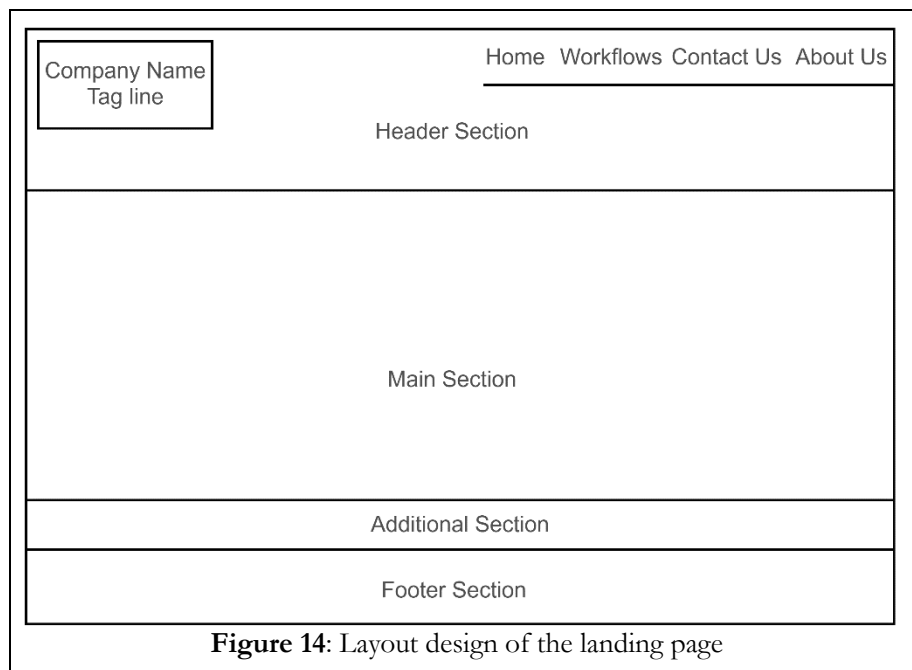 Company Name
Tag line
Home Workflows Contact Us About Us
Header Section
Main Section
Additional Section
Footer Section
Figure 14: Layout design of the landing page